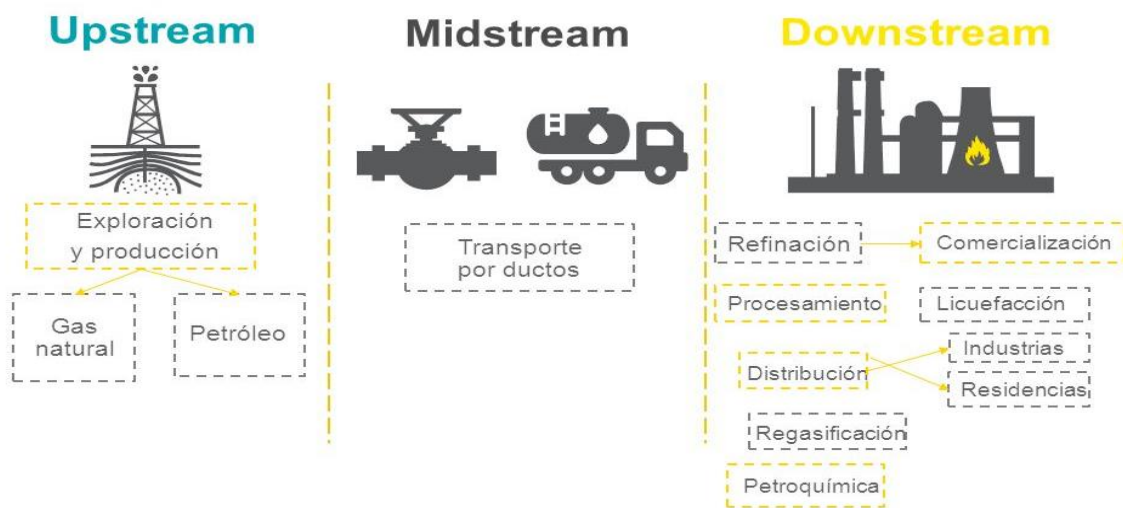 Upstream
Midstream
Downstream
Exploración
y producción
Gas
natural
Petróleo
Transporte
por ductos
Refinación
Comercialización
Procesamiento
Licuefacción
Distribución
Industrias
Residencias
Regasificación
Petroquímica